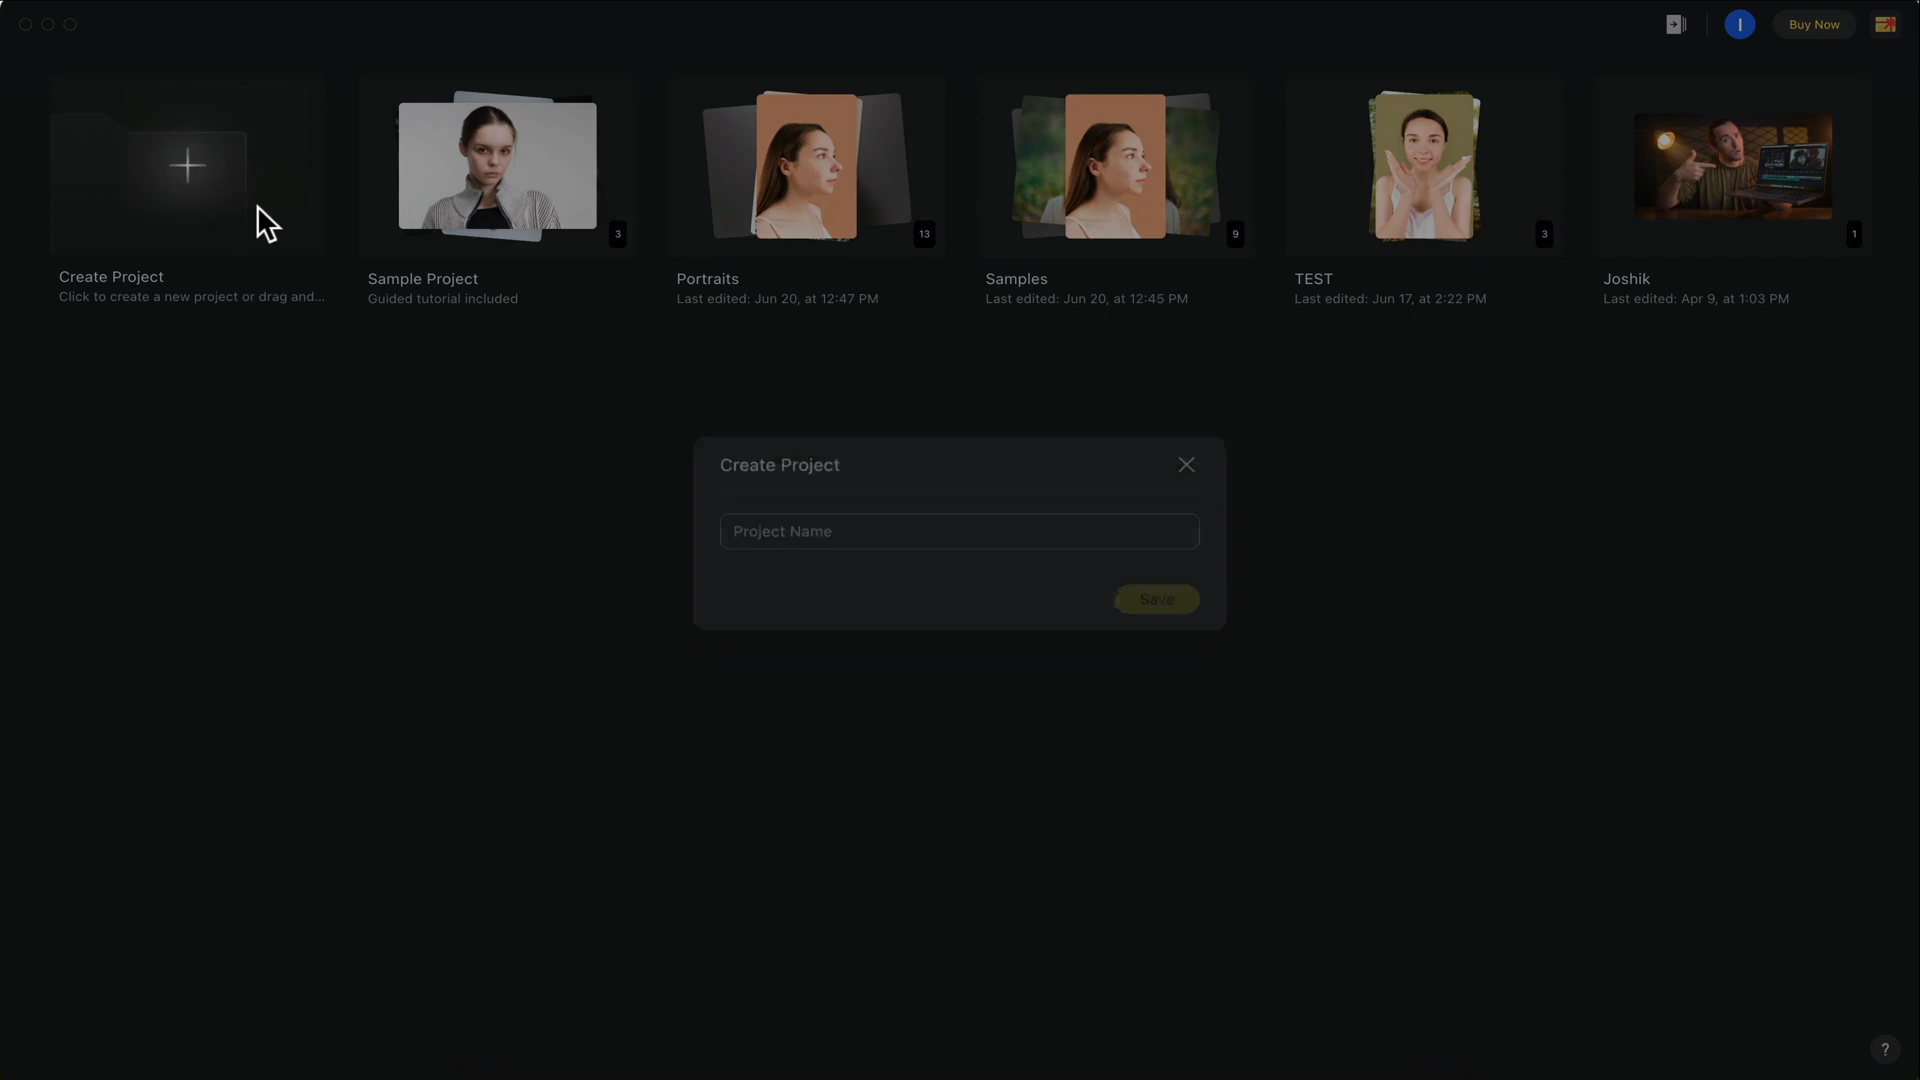 I
Buy Now
3
13
9
3
1
Create Project
Click to create a new project or drag and...
Sample Project
Guided tutorial included
Portraits
Last edited: Jun 20, at 12:47 PM
Samples
Last edited: Jun 20, at 12:45 PM
TEST
Last edited: Jun 17, at 2:22 PM
Joshik
Last edited: Apr 9, at 1:03 PM
Create Project
Project Name
Save
?